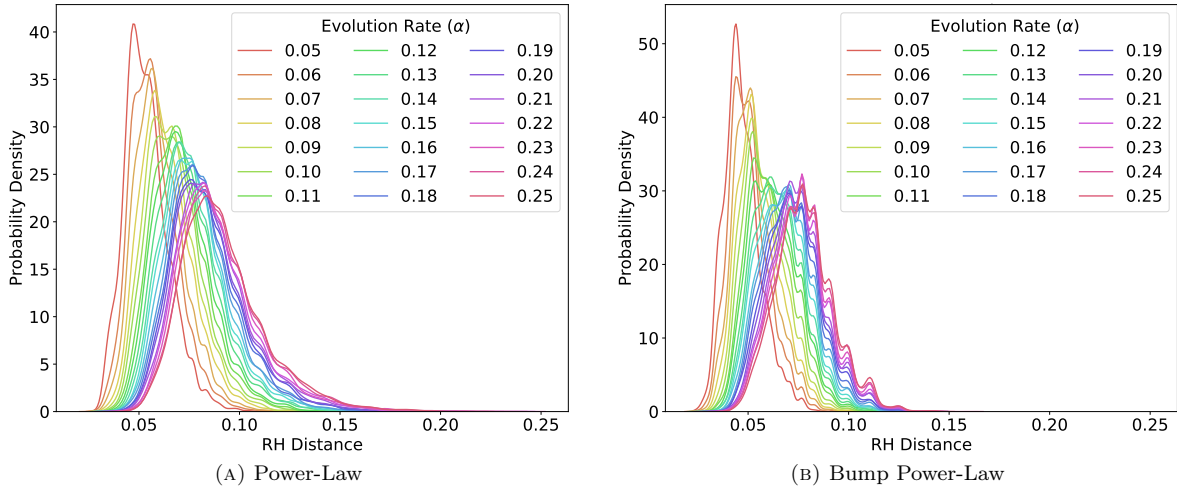 Evolution Rate (α)
0.05 0.12 0.19
0.06 0.13 0.20
0.07 0.14 0.21
0.08 0.15 0.22
0.09 0.16 0.23
0.10 0.17 0.24
0.11 0.18 0.25
Probability Density
40
35
30
25
20
15
10
5
0
0.05 0.10 0.15 0.20 0.25
RH Distance
(A) Power-Law
Evolution Rate (α)
0.05 0.12 0.19
0.06 0.13 0.20
0.07 0.14 0.21
0.08 0.15 0.22
0.09 0.16 0.23
0.10 0.17 0.24
0.11 0.18 0.25
Probability Density
50
40
30
20
10
0
0.05 0.10 0.15 0.20 0.25
RH Distance
(B) Bump Power-Law